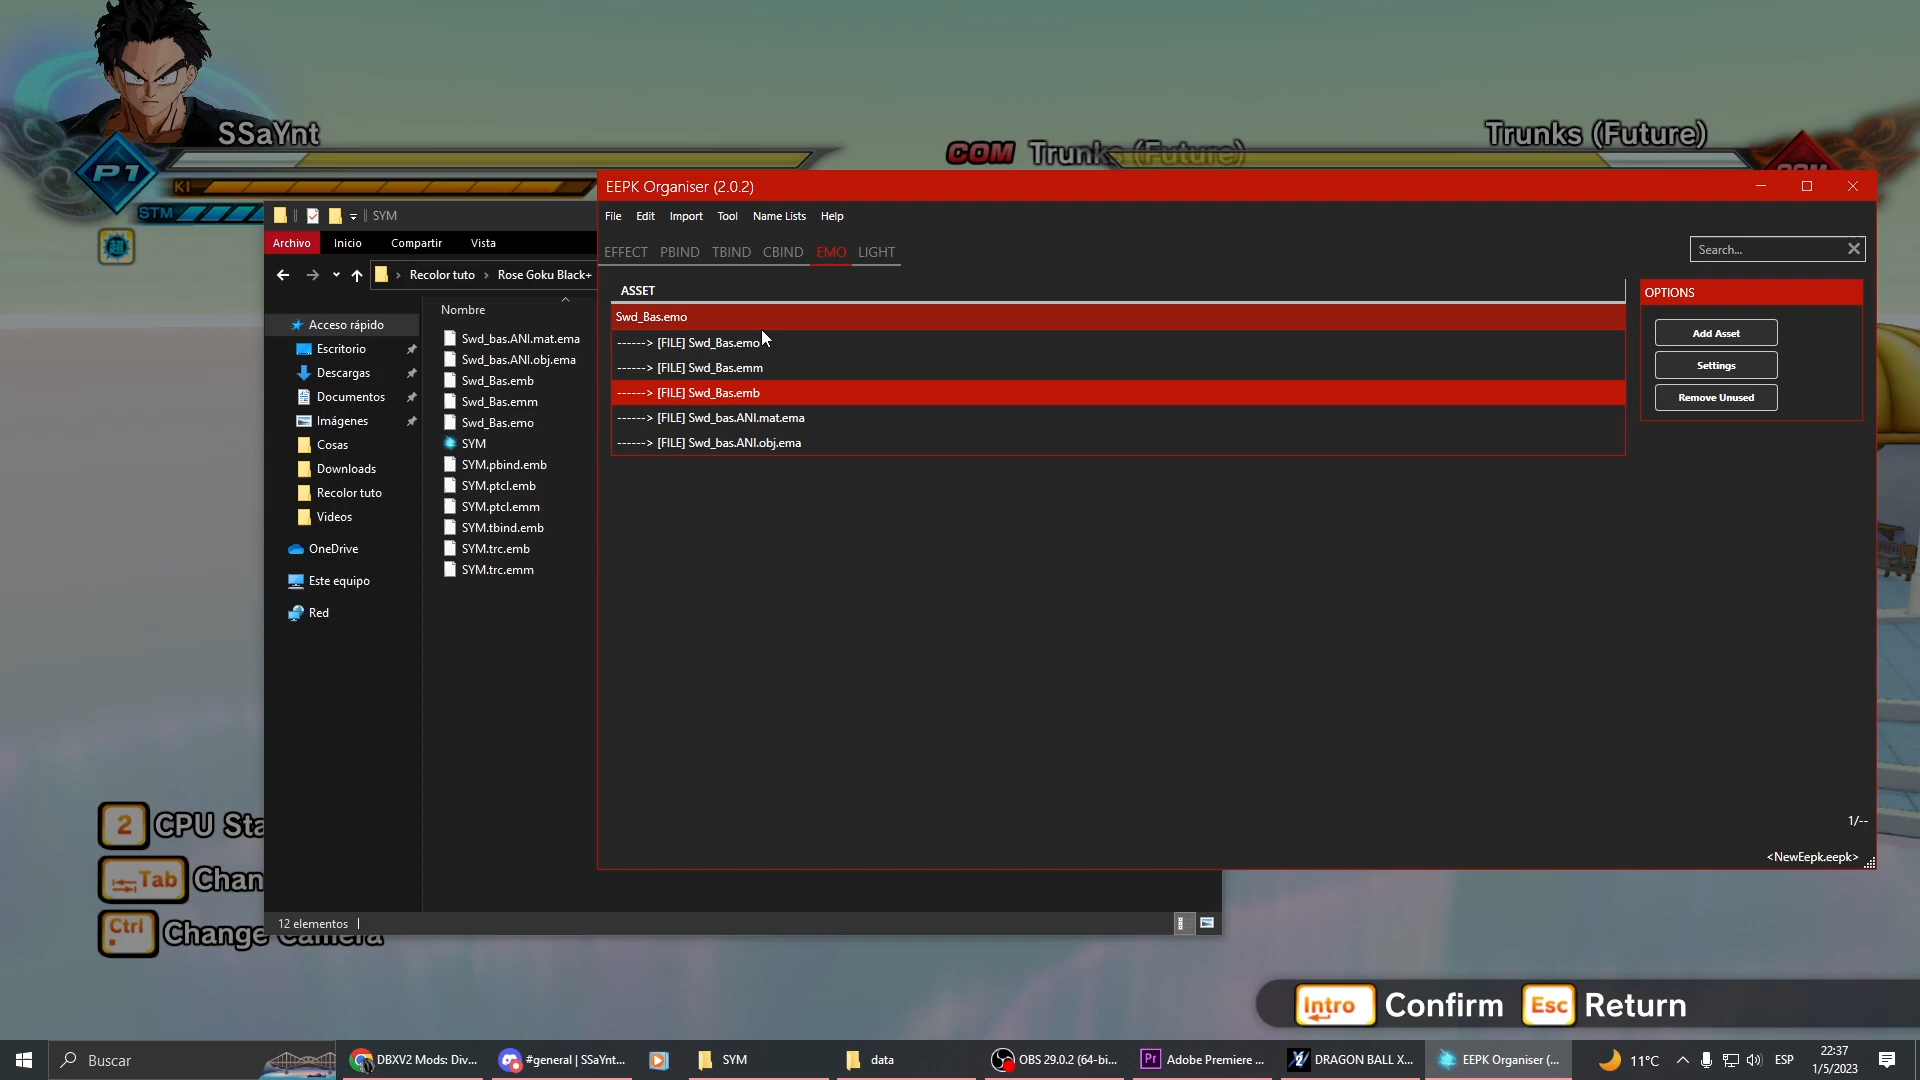 SSaYnt
P1
KI
STM
超
COM Trunks (Future)
Trunks (Future)
COM
SYM
Archivo Inicio Compartir Vista
Recolor tuto Rose Goku Black+
Nombre
Acceso rápido
Escritorio
Descargas
Documentos
Imágenes
Cosas
Downloads
Recolor tuto
Videos
OneDrive
Este equipo
Red
Swd_bas.ANI.mat.ema
Swd_bas.ANI.obj.ema
Swd_Bas.emb
Swd_Bas.emm
Swd_Bas.emo
SYM
SYM.pbind.emb
SYM.ptcl.emb
SYM.ptcl.emm
SYM.tbind.emb
SYM.trc.emb
SYM.trc.emm
12 elementos
EEPK Organiser (2.0.2)
File Edit Import Tool Name Lists Help
EFFECT PBIND TBIND CBIND EMO LIGHT
Search...
ASSET
Swd_Bas.emo
------> [FILE] Swd_Bas.emo
------> [FILE] Swd_Bas.emm
------> [FILE] Swd_Bas.emb
------> [FILE] Swd_bas.ANI.mat.ema
------> [FILE] Swd_bas.ANI.obj.ema
OPTIONS
Add Asset
Settings
Remove Unused
1/--
<NewEepk.eepk>
2 CPU Sta
Tab Chan
Ctrl Change Camera
Intro Confirm Esc Return
Buscar
DBXV2 Mods: Div...
#general | SSaYnt...
SYM
data
OBS 29.0.2 (64-bi...
Pr Adobe Premiere ...
DRAGON BALL X...
EEPK Organiser (...
11°C
ESP
22:37
1/5/2023